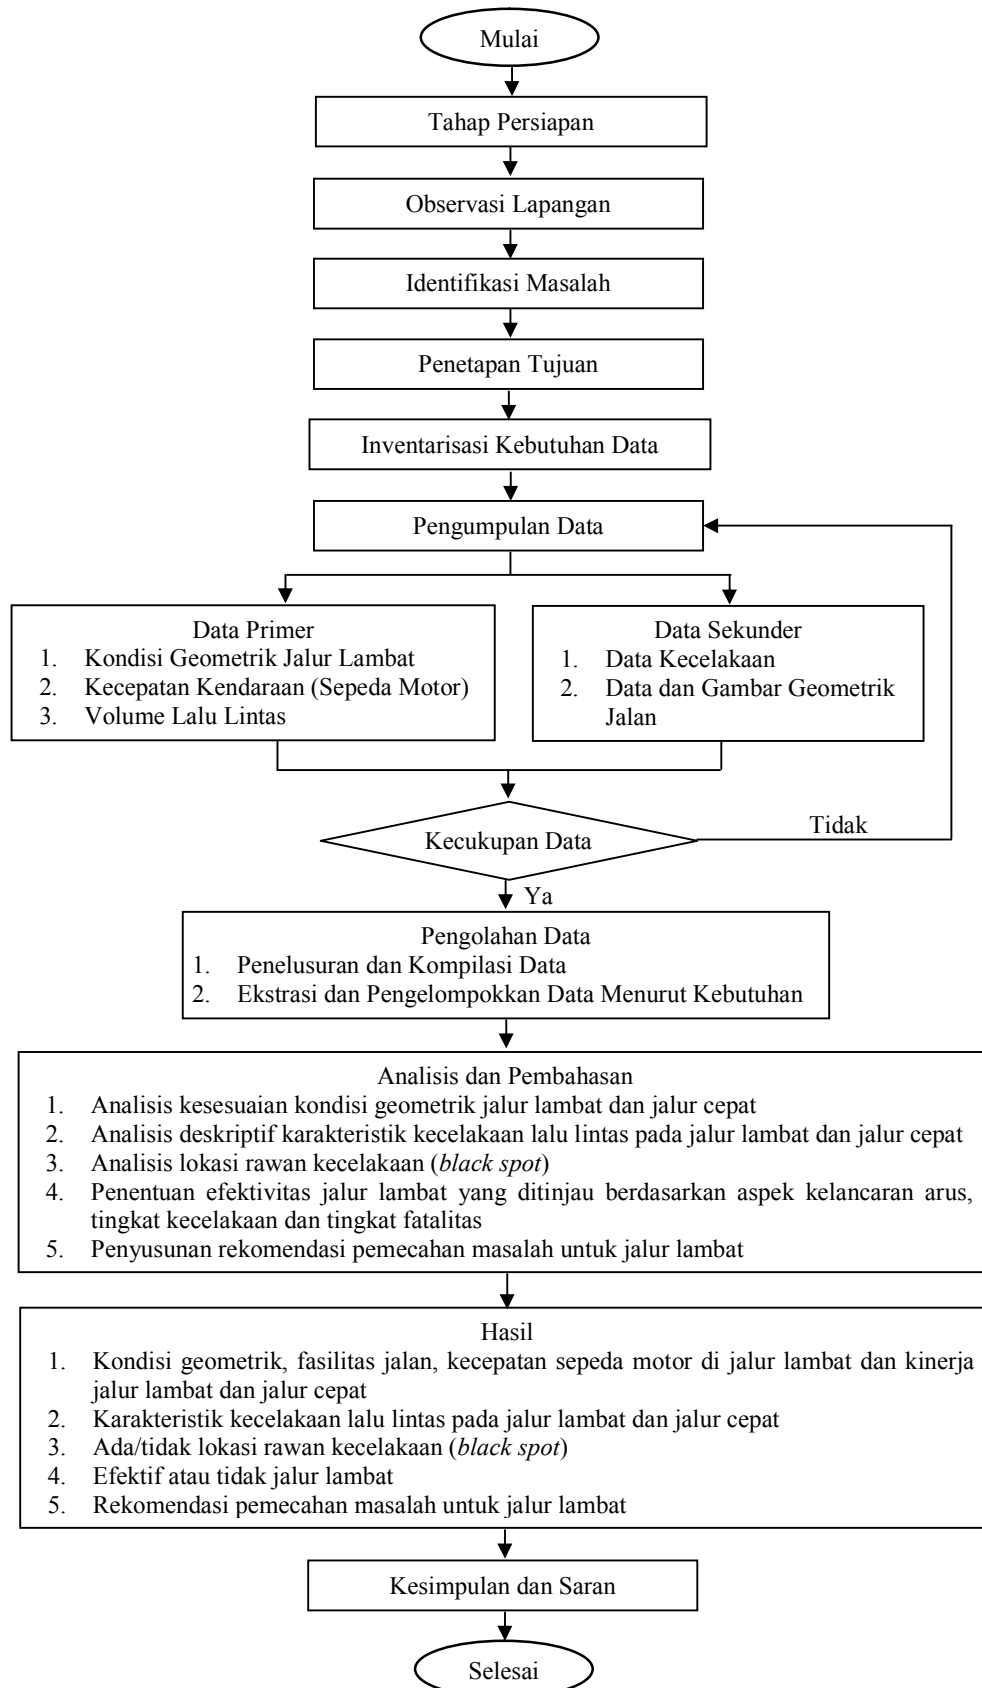 Mulai
Tahap Persiapan
Observasi Lapangan
Identifikasi Masalah
Penetapan Tujuan
Inventarisasi Kebutuhan Data
Pengumpulan Data
Data Primer
1. Kondisi Geometrik Jalur Lambat
2. Kecepatan Kendaraan (Sepeda Motor)
3. Volume Lalu Lintas
Data Sekunder
1. Data Kecelakaan
2. Data dan Gambar Geometrik
Jalan
Kecukupan Data
Tidak
Ya
Pengolahan Data
1. Penelusuran dan Kompilasi Data
2. Ekstrasi dan Pengelompokkan Data Menurut Kebutuhan
Analisis dan Pembahasan
1. Analisis kesesuaian kondisi geometrik jalur lambat dan jalur cepat
2. Analisis deskriptif karakteristik kecelakaan lalu lintas pada jalur lambat dan jalur cepat
3. Analisis lokasi rawan kecelakaan (black spot)
4. Penentuan efektivitas jalur lambat yang ditinjau berdasarkan aspek kelancaran arus,
tingkat kecelakaan dan tingkat fatalitas
5. Penyusunan rekomendasi pemecahan masalah untuk jalur lambat
Hasil
1. Kondisi geometrik, fasilitas jalan, kecepatan sepeda motor di jalur lambat dan kinerja
jalur lambat dan jalur cepat
2. Karakteristik kecelakaan lalu lintas pada jalur lambat dan jalur cepat
3. Ada/tidak lokasi rawan kecelakaan (black spot)
4. Efektif atau tidak jalur lambat
5. Rekomendasi pemecahan masalah untuk jalur lambat
Kesimpulan dan Saran
Selesai